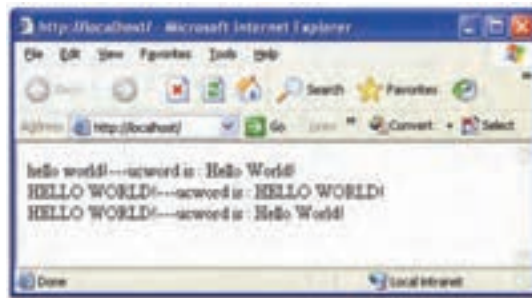 http://localhost/ - Microsoft Internet Explorer
File Edit View Favorites Tools Help
Search Favorites
Address http://localhost/ Go Links » Convert Select
hello world!---ucword is : Hello World!
HELLO WORLD!---ucword is : HELLO WORLD!
HELLO WORLD!---ucword is : Hello World!
Done Local intranet